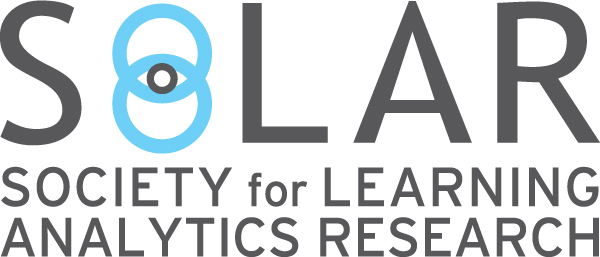 SOLAR
SOCIETY for LEARNING
ANALYTICS RESEARCH